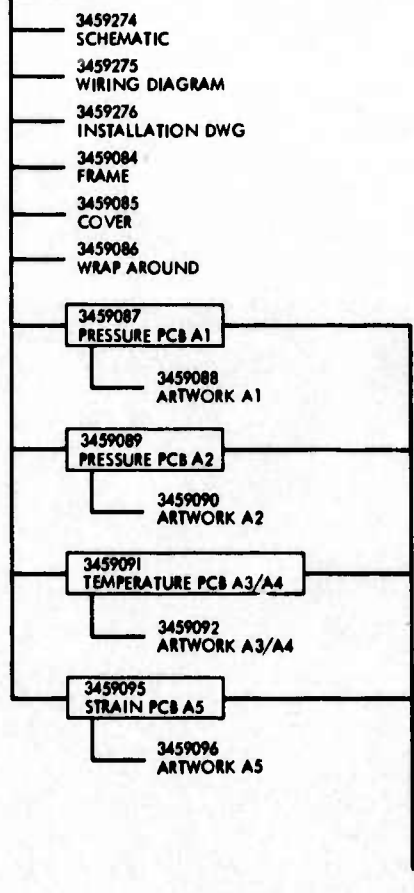 3459274
SCHEMATIC
3459275
WIRING DIAGRAM
3459276
INSTALLATION DWG
3459084
FRAME
3459085
COVER
3459086
WRAP AROUND
3459087
PRESSURE PCB A1
3459088
ARTWORK A1
3459089
PRESSURE PCB A2
3459090
ARTWORK A2
3459091
TEMPERATURE PCB A3/A4
3459092
ARTWORK A3/A4
3459095
STRAIN PCB A5
3459096
ARTWORK A5